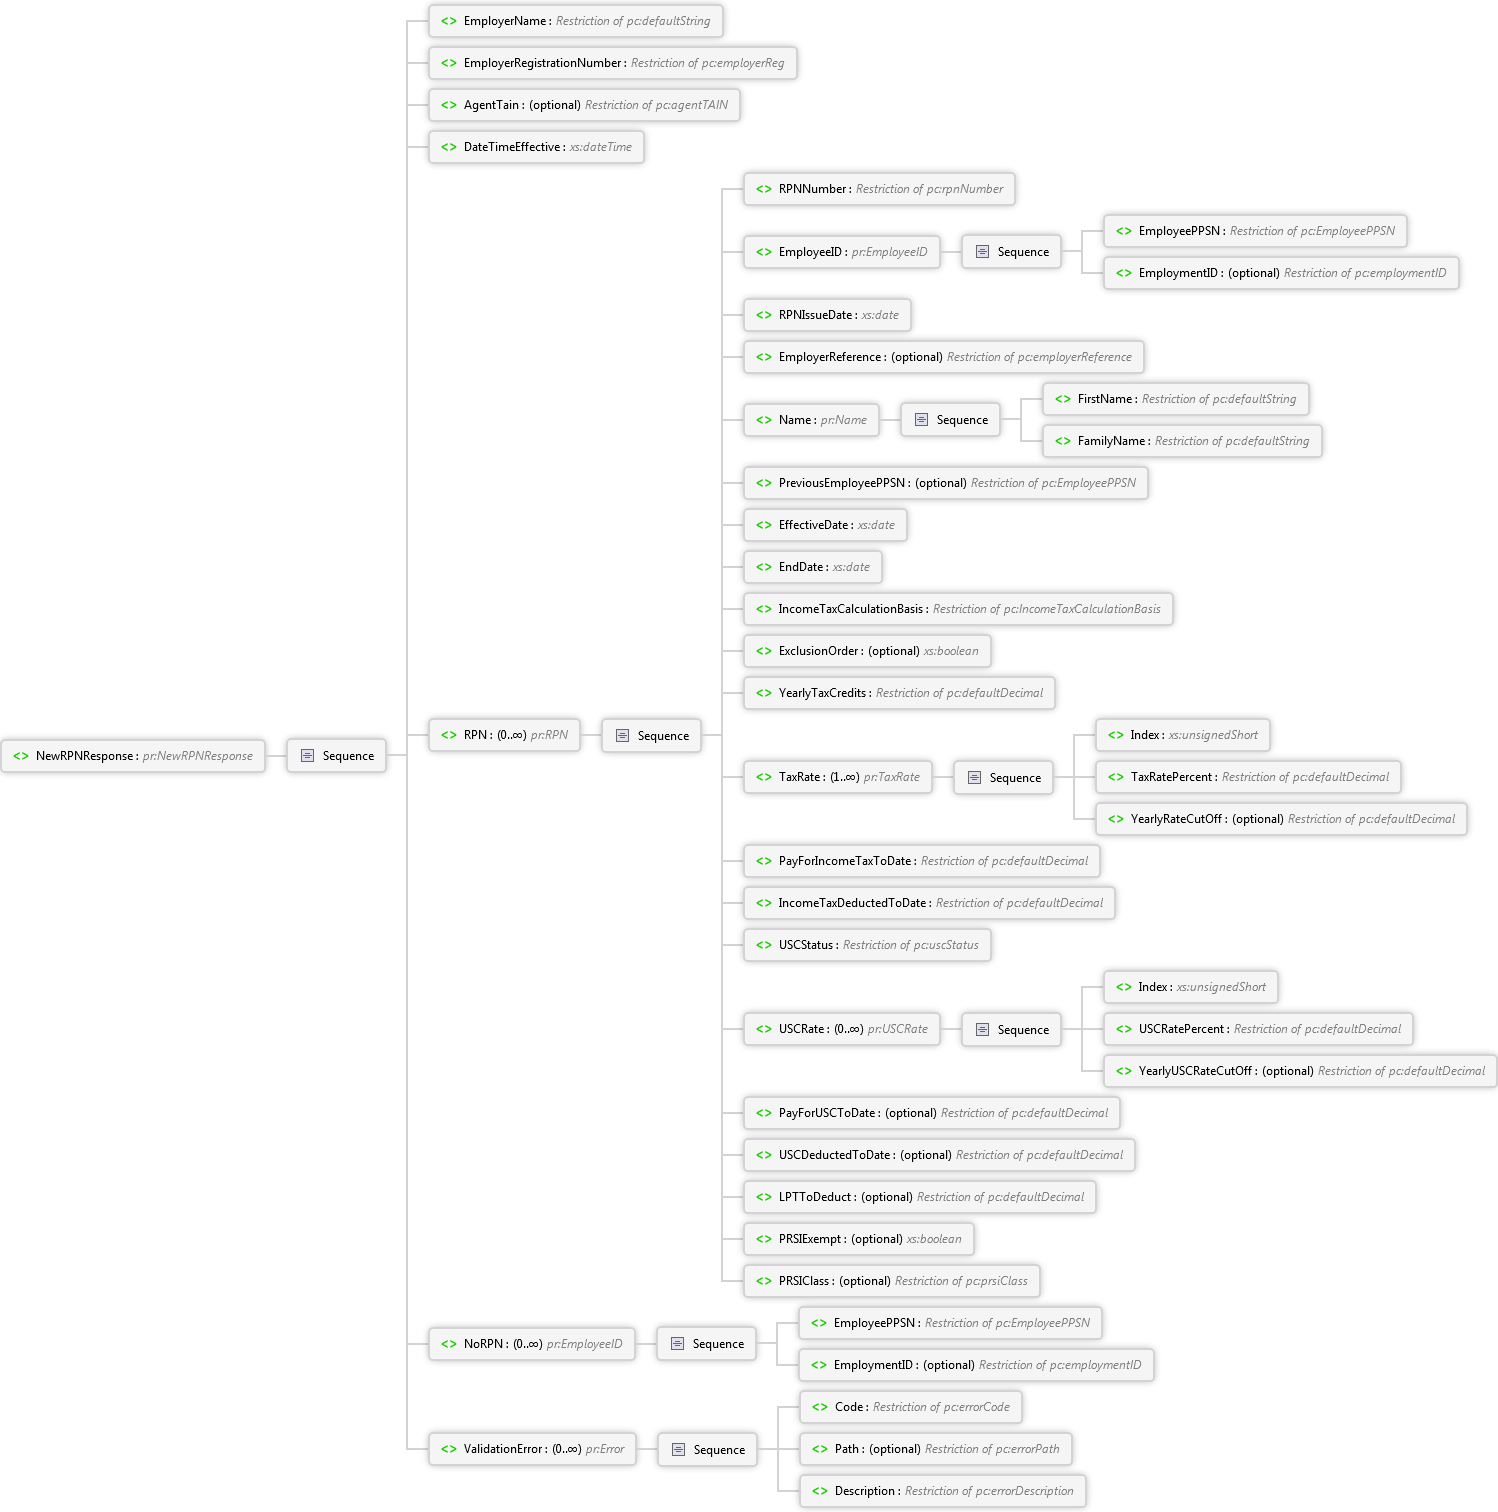 <> EmployerName : Restriction of pc:defaultString
<> EmployerRegistrationNumber : Restriction of pc:employerReg
<> AgentTain : (optional) Restriction of pc:agentTAIN
<> DateTimeEffective : xs:dateTime
<> RPNNumber : Restriction of pc:rpnNumber
<> EmployeePPSN : Restriction of pc:EmployeePPSN
<> EmployeeID : pr:EmployeeID Sequence
<> EmploymentID : (optional) Restriction of pc:employmentID
<> RPNIssueDate : xs:date
<> EmployerReference : (optional) Restriction of pc:employerReference
<> FirstName : Restriction of pc:defaultString
<> Name : pr:Name Sequence
<> FamilyName : Restriction of pc:defaultString
<> PreviousEmployeePPSN : (optional) Restriction of pc:EmployeePPSN
<> EffectiveDate : xs:date
<> EndDate : xs:date
<> IncomeTaxCalculationBasis : Restriction of pc:IncomeTaxCalculationBasis
<> ExclusionOrder : (optional) xs:boolean
<> YearlyTaxCredits : Restriction of pc:defaultDecimal
<> RPN : (0..∞) pr:RPN Sequence
<> Index : xs:unsignedShort
<> NewRPNResponse : pr:NewRPNResponse Sequence
<> TaxRate : (1..∞) pr:TaxRate Sequence
<> TaxRatePercent : Restriction of pc:defaultDecimal
<> YearlyRateCutOff : (optional) Restriction of pc:defaultDecimal
<> PayForIncomeTaxToDate : Restriction of pc:defaultDecimal
<> IncomeTaxDeductedToDate : Restriction of pc:defaultDecimal
<> USCStatus : Restriction of pc:uscStatus
<> Index : xs:unsignedShort
<> USCRate : (0..∞) pr:USCRate Sequence
<> USCRatePercent : Restriction of pc:defaultDecimal
<> YearlyUSCRateCutOff : (optional) Restriction of pc:defaultDecimal
<> PayForUSCToDate : (optional) Restriction of pc:defaultDecimal
<> USCDeductedToDate : (optional) Restriction of pc:defaultDecimal
<> LPTToDeduct : (optional) Restriction of pc:defaultDecimal
<> PRSIExempt : (optional) xs:boolean
<> PRSIClass : (optional) Restriction of pc:prsiClass
<> EmployeePPSN : Restriction of pc:EmployeePPSN
<> NoRPN : (0..∞) pr:EmployeeID Sequence
<> EmploymentID : (optional) Restriction of pc:employmentID
<> Code : Restriction of pc:errorCode
<> ValidationError : (0..∞) pr:Error Sequence
<> Path : (optional) Restriction of pc:errorPath
<> Description : Restriction of pc:errorDescription